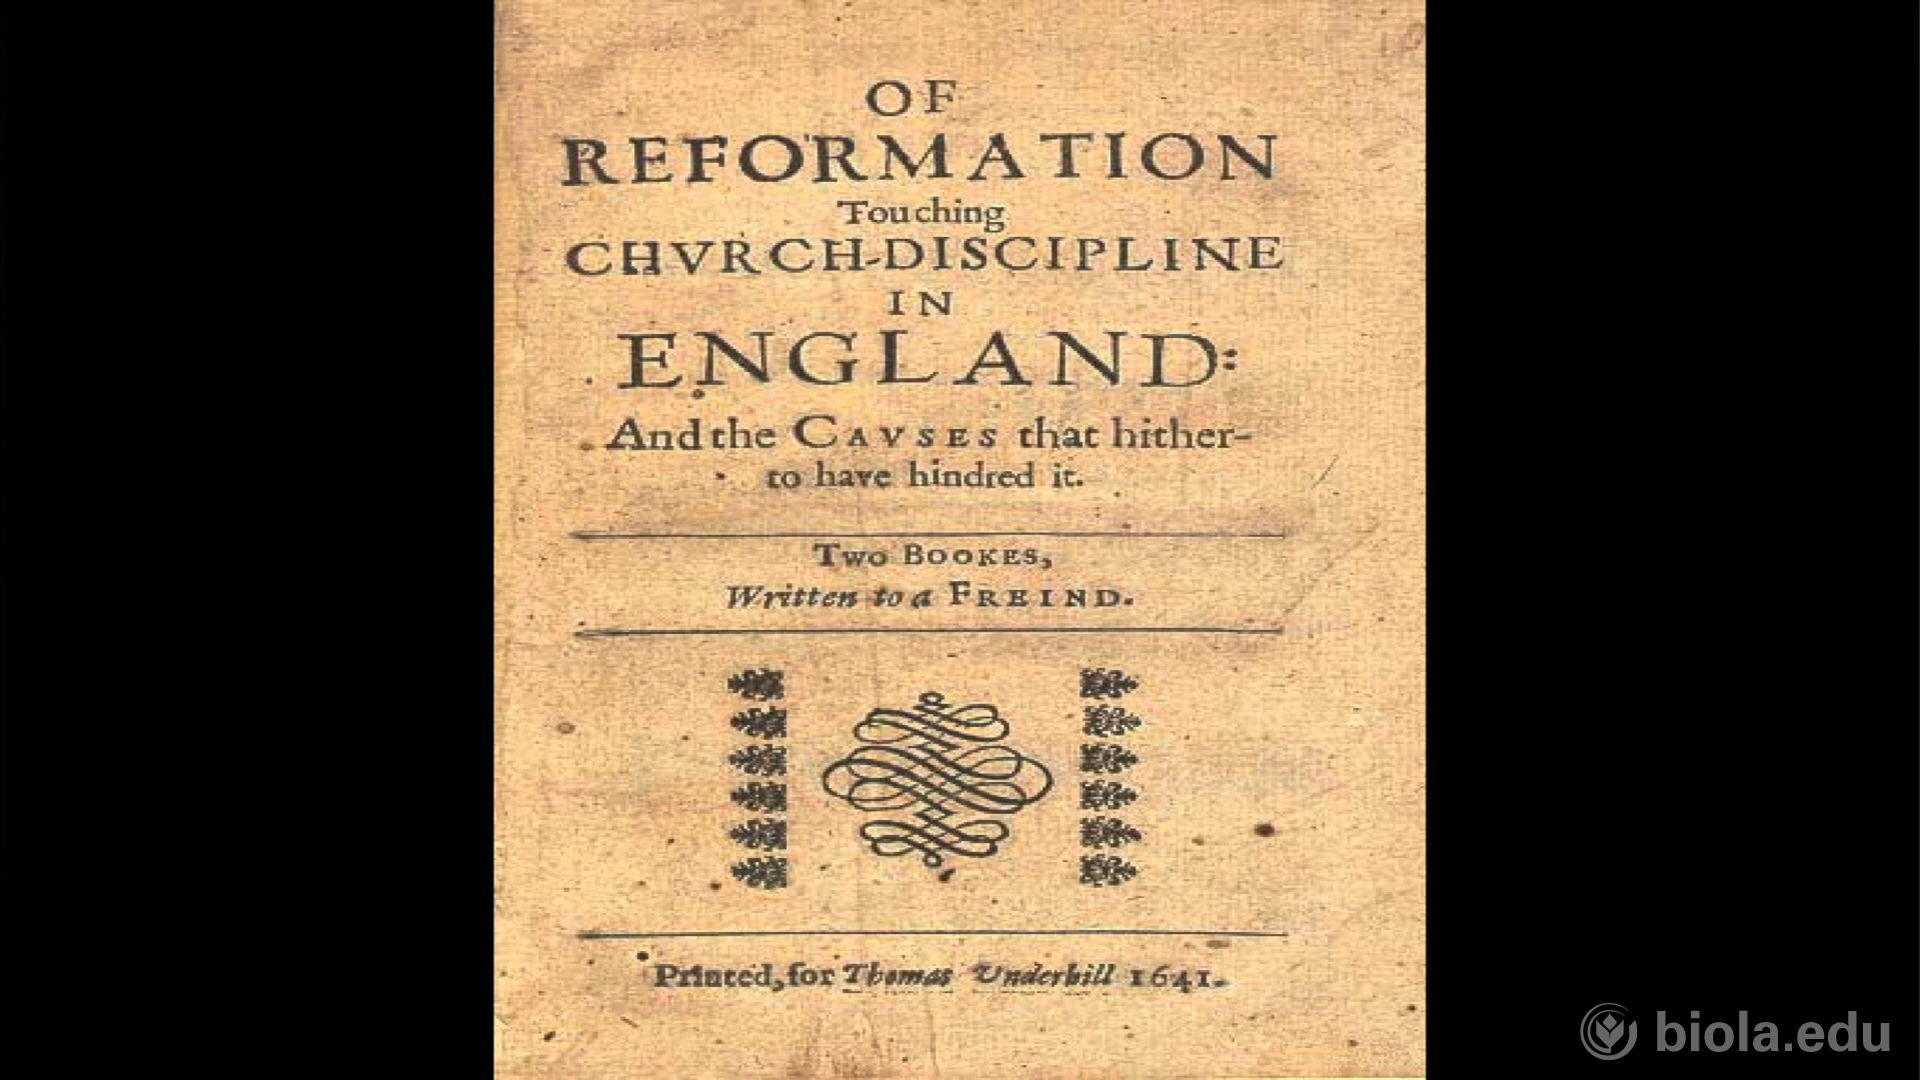 OF
REFORMATION
Touching
CHVRCH-DISCIPLINE
IN
ENGLAND:
And the CAVSES that hither-
to have hindred it.
Two BOOKES,
Written to a FREIND.
Printed, for Thomas Underhill 1641.
biola.edu